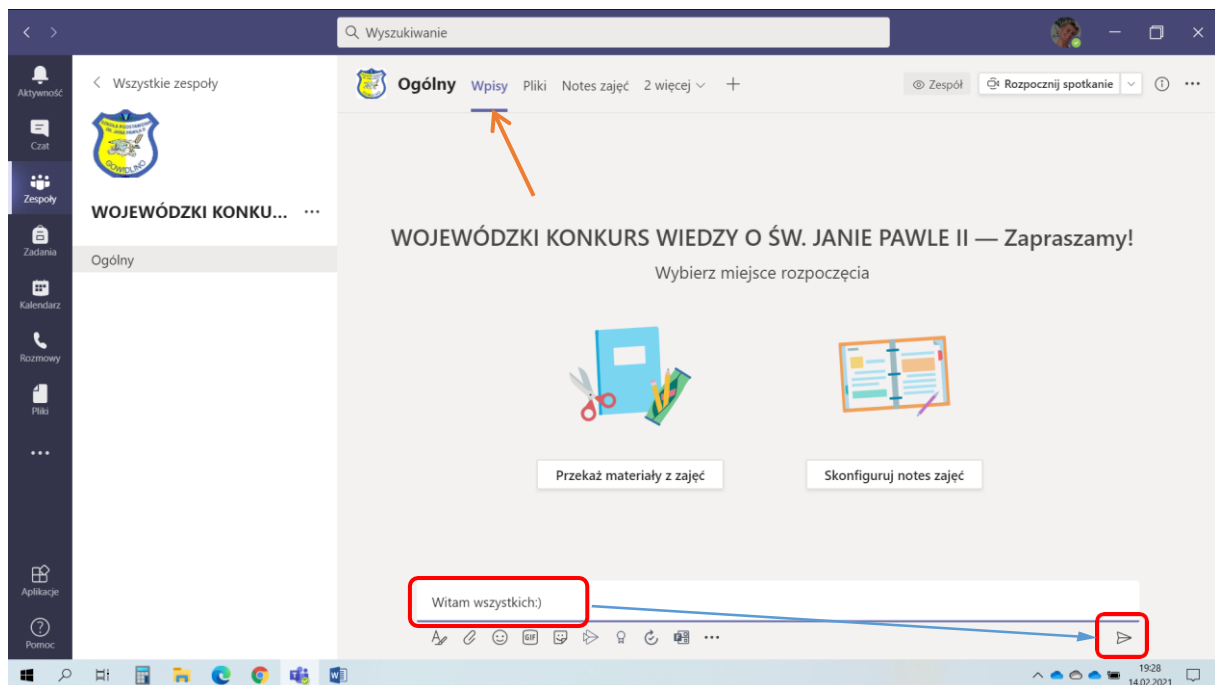 Wyszukiwanie
Aktywność
Czat
Zespoły
Zadania
Kalendarz
Rozmowy
Pliki
Aplikacje
Pomoc
Wszystkie zespoły
GOWIDLINO
WOJEWÓDZKI KONKU...
Ogólny
Ogólny Wpisy Pliki Notes zajęć 2 więcej
Zespół Rozpocznij spotkanie
WOJEWÓDZKI KONKURS WIEDZY O ŚW. JANIE PAWLE II — Zapraszamy!
Wybierz miejsce rozpoczęcia
Przekaż materiały z zajęć Skonfiguruj notes zajęć
Witam wszystkich:)
GIF
19:28
14.02.2021